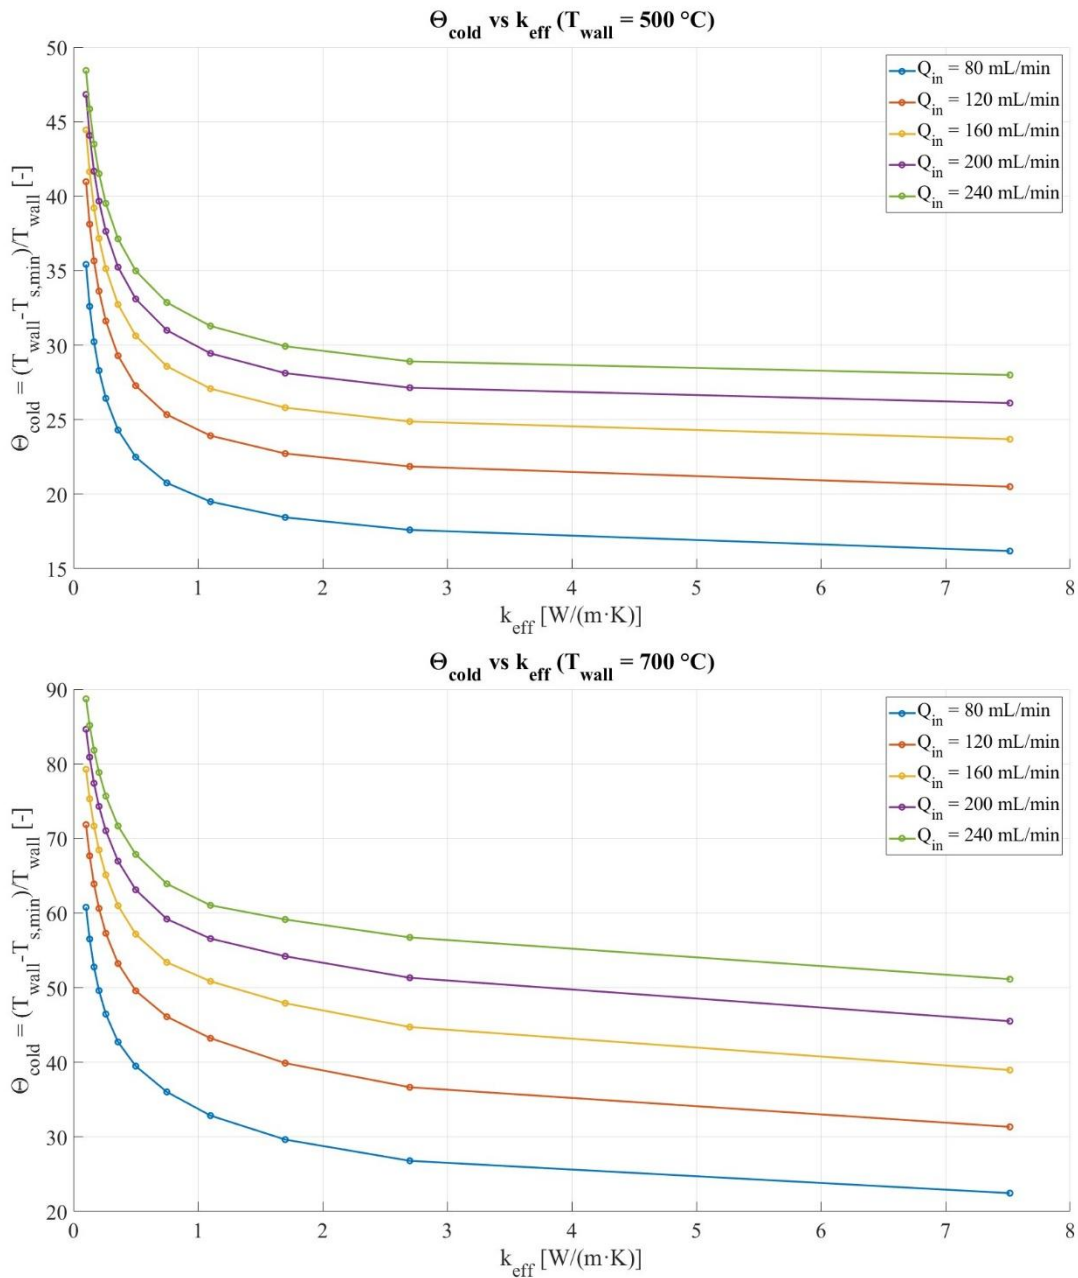 Θcold vs keff (Twall = 500 °C)
50
45
40
35
30
25
20
15
0 1 2 3 4 5 6 7 8
Θcold = (Twall-Ts,min)/Twall [-]
keff [W/(m·K)]
Qin = 80 mL/min
Qin = 120 mL/min
Qin = 160 mL/min
Qin = 200 mL/min
Qin = 240 mL/min
Θcold vs keff (Twall = 700 °C)
90
80
70
60
50
40
30
20
0 1 2 3 4 5 6 7 8
Θcold = (Twall-Ts,min)/Twall [-]
keff [W/(m·K)]
Qin = 80 mL/min
Qin = 120 mL/min
Qin = 160 mL/min
Qin = 200 mL/min
Qin = 240 mL/min